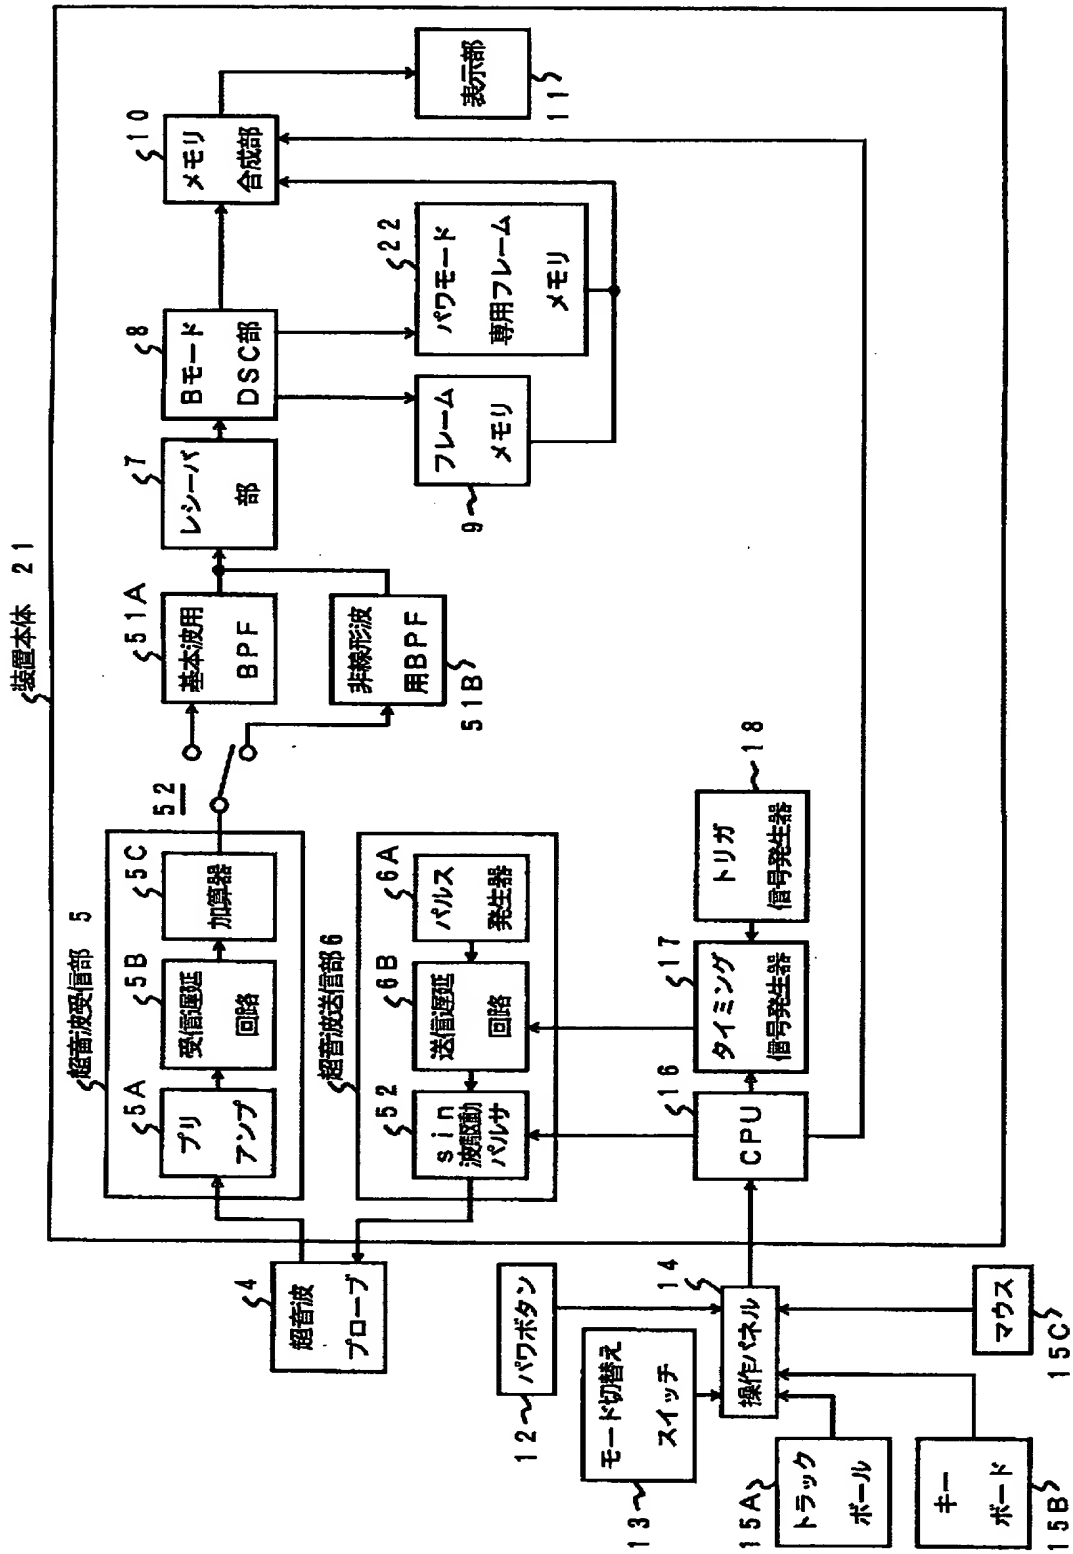 装置本体 21
超音波受信部 5
5A
プリ
アンプ
5B
受信遅延
回路
5C
加算器
52
51A
基本波用
BPF
非線形波
用BPF
51B
7
レシーバ
部
8
Bモード
DSC部
10
メモリ
合成部
表示部
11
フレーム
メモリ
9
22
パワモード
専用フレーム
メモリ
4
超音波
プローブ
超音波送信部6
52
sin
波駆動
パルサ
6B
送信遅延
回路
6A
パルス
発生器
16
CPU
17
タイミング
信号発生器
トリガ
信号発生器
18
パワボタン
12
モード切替え
スイッチ
13
14
操作パネル
トラック
ボール
15A
キー
ボード
15B
マウス
15C